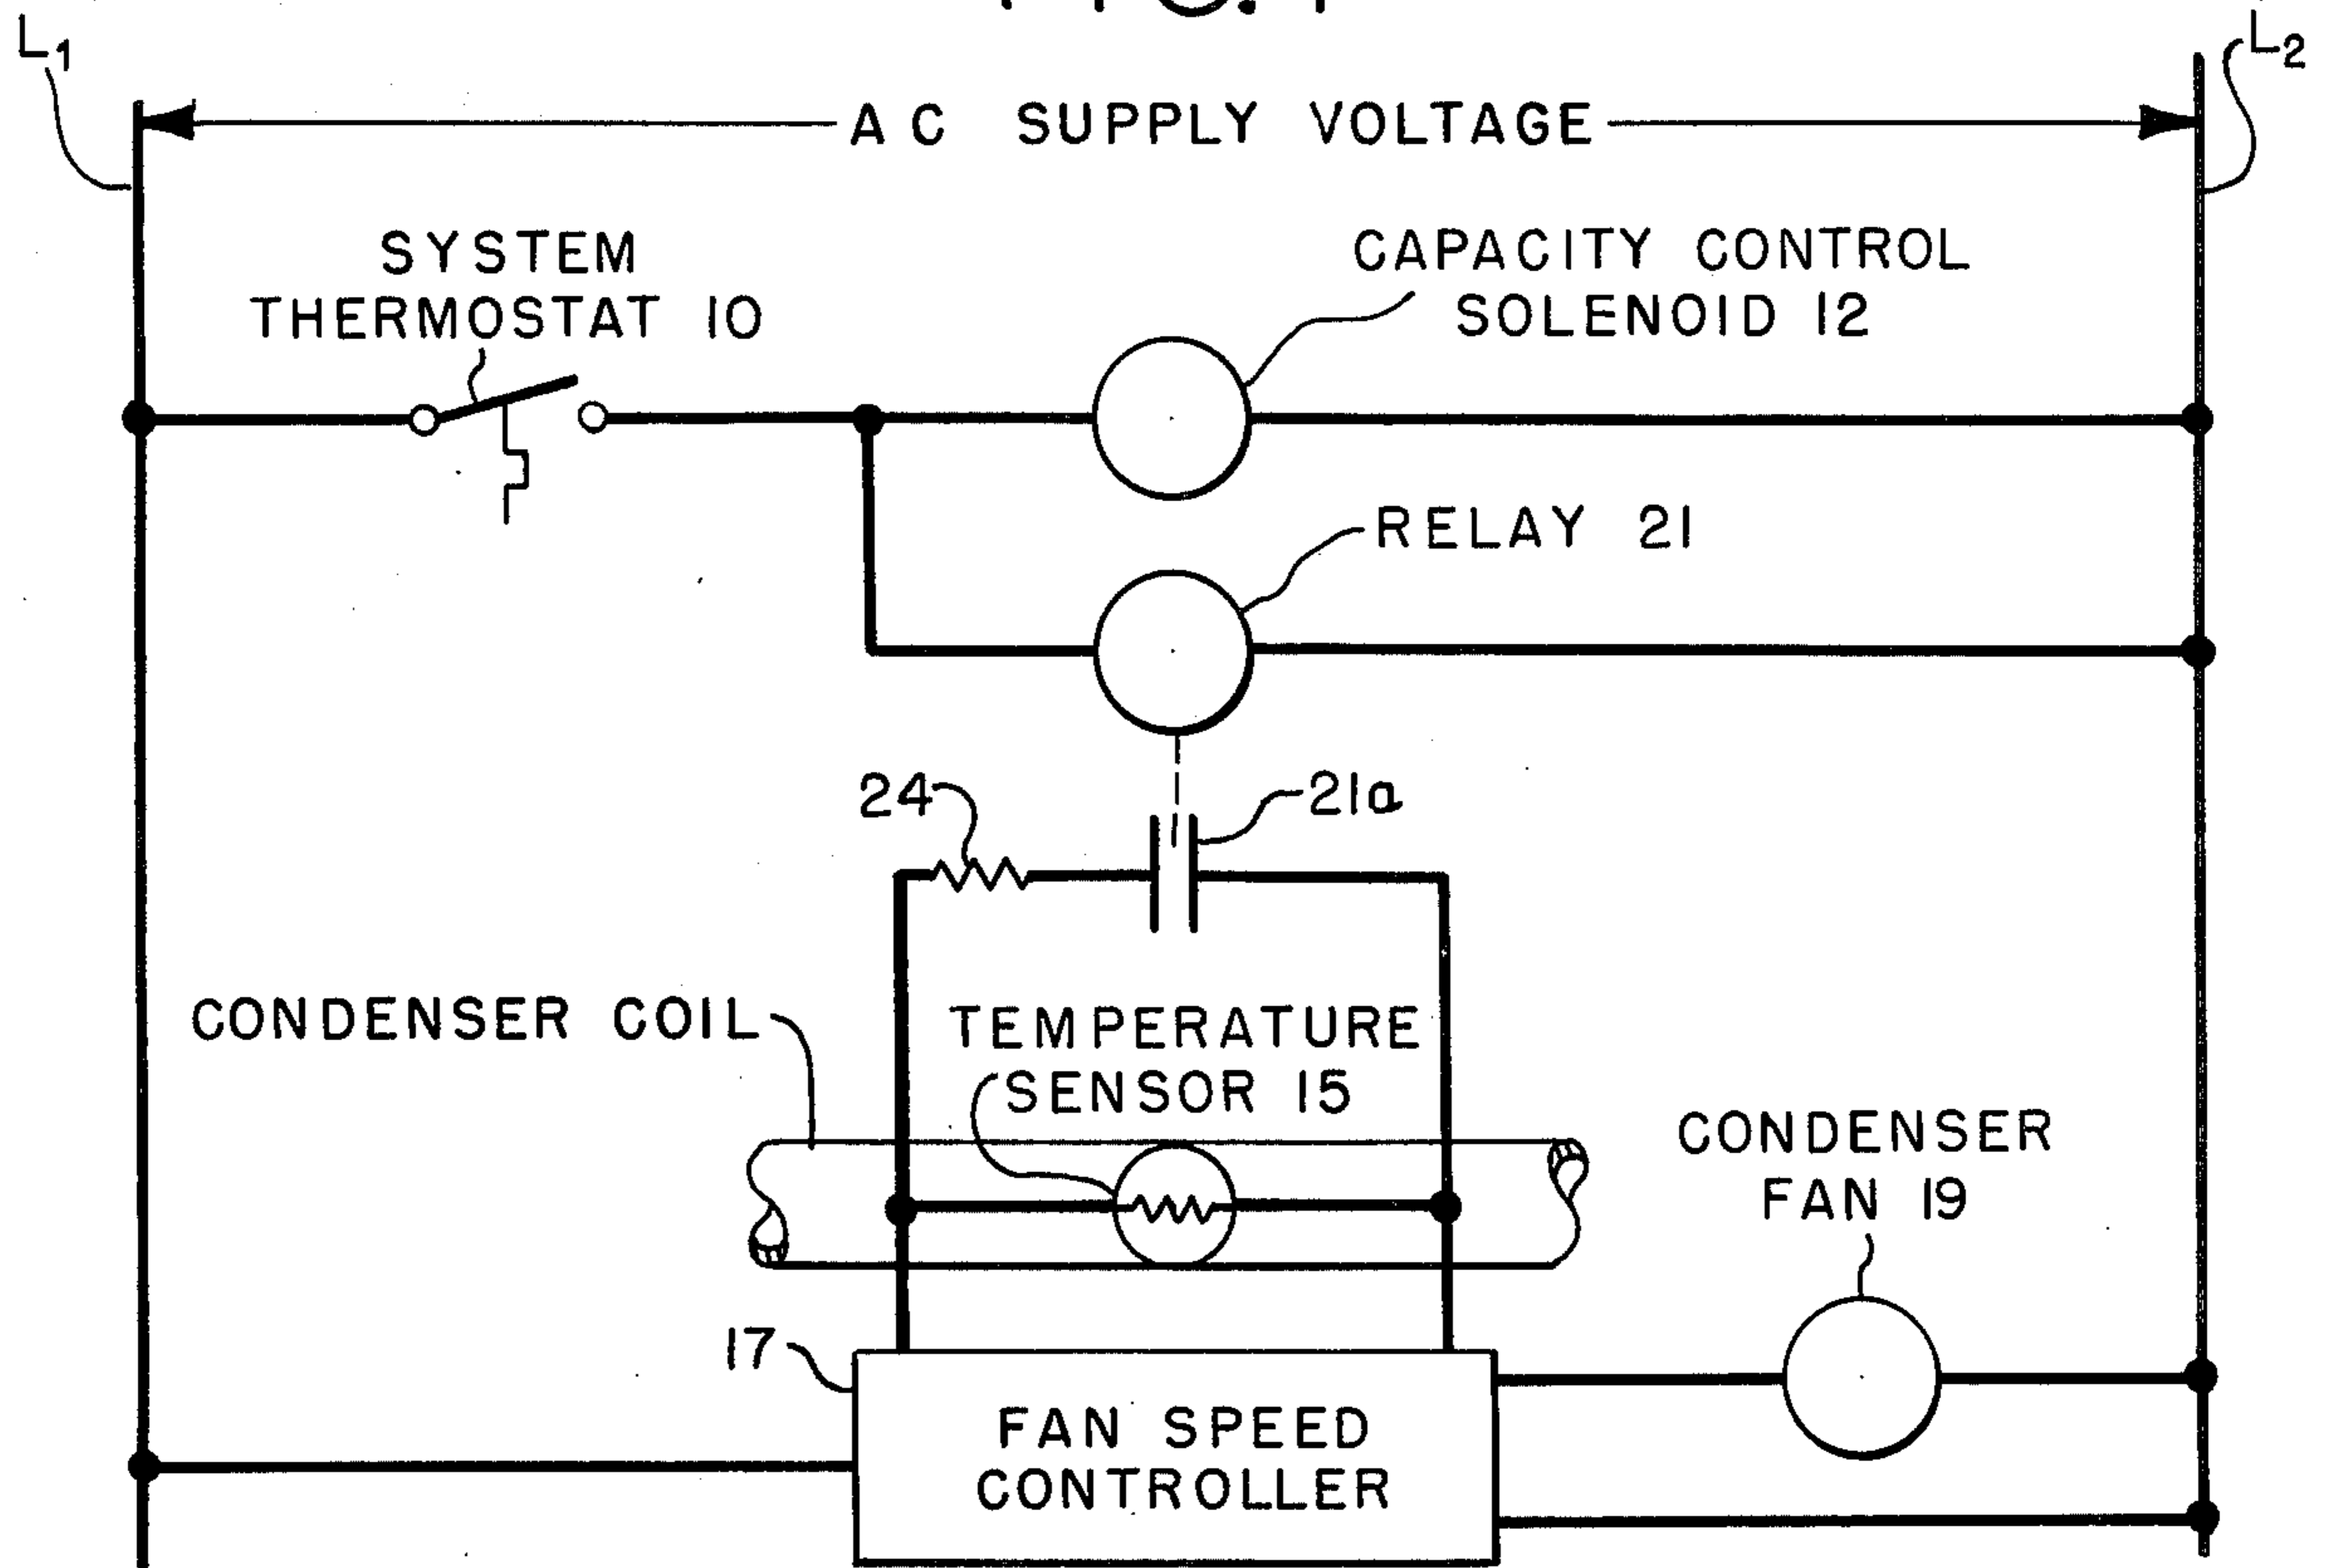 L1
L2
AC SUPPLY VOLTAGE
SYSTEM
THERMOSTAT 10
CAPACITY CONTROL
SOLENOID 12
RELAY 21
24
21a
CONDENSER COIL
TEMPERATURE
SENSOR 15
CONDENSER
FAN 19
17
FAN SPEED
CONTROLLER